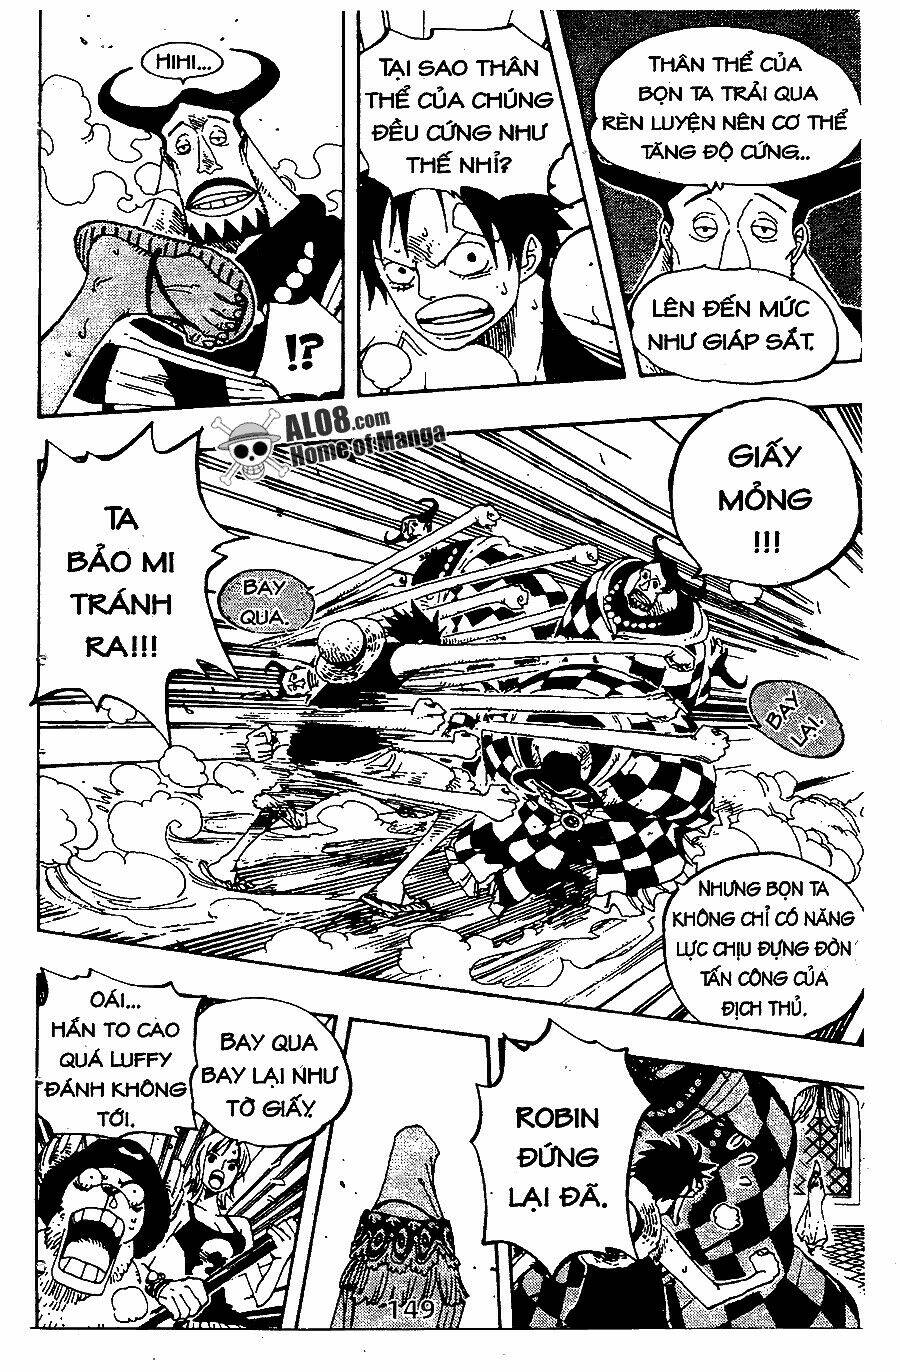 HIHI...
!?
TẠI SAO THÂN
THỂ CỦA CHÚNG
ĐỀU CỨNG NHƯ
THẾ NHỈ?
THÂN THỂ CỦA
BỌN TA TRẢI QUA
RÈN LUYỆN NÊN CƠ THỂ
TĂNG ĐỘ CỨNG...
LÊN ĐẾN MỨC
NHƯ GIÁP SẮT.
ALO8.com
Home of Manga
TA
BẢO MI
TRÁNH
RA!!!
BAY
QUA.
GIẤY
MỎNG
!!!
BAY
LẠI.
NHƯNG BỌN TA
KHÔNG CHỈ CÓ NĂNG
LỰC CHỊU ĐỰNG ĐÒN
TẤN CÔNG CỦA
ĐỊCH THỦ.
OÁI...
HẮN TO CAO
QUÁ LUFFY
ĐÁNH KHÔNG
TỚI.
BAY QUA
BAY LẠI NHƯ
TỜ GIẤY.
ROBIN
ĐỨNG
LẠI ĐÃ.
149